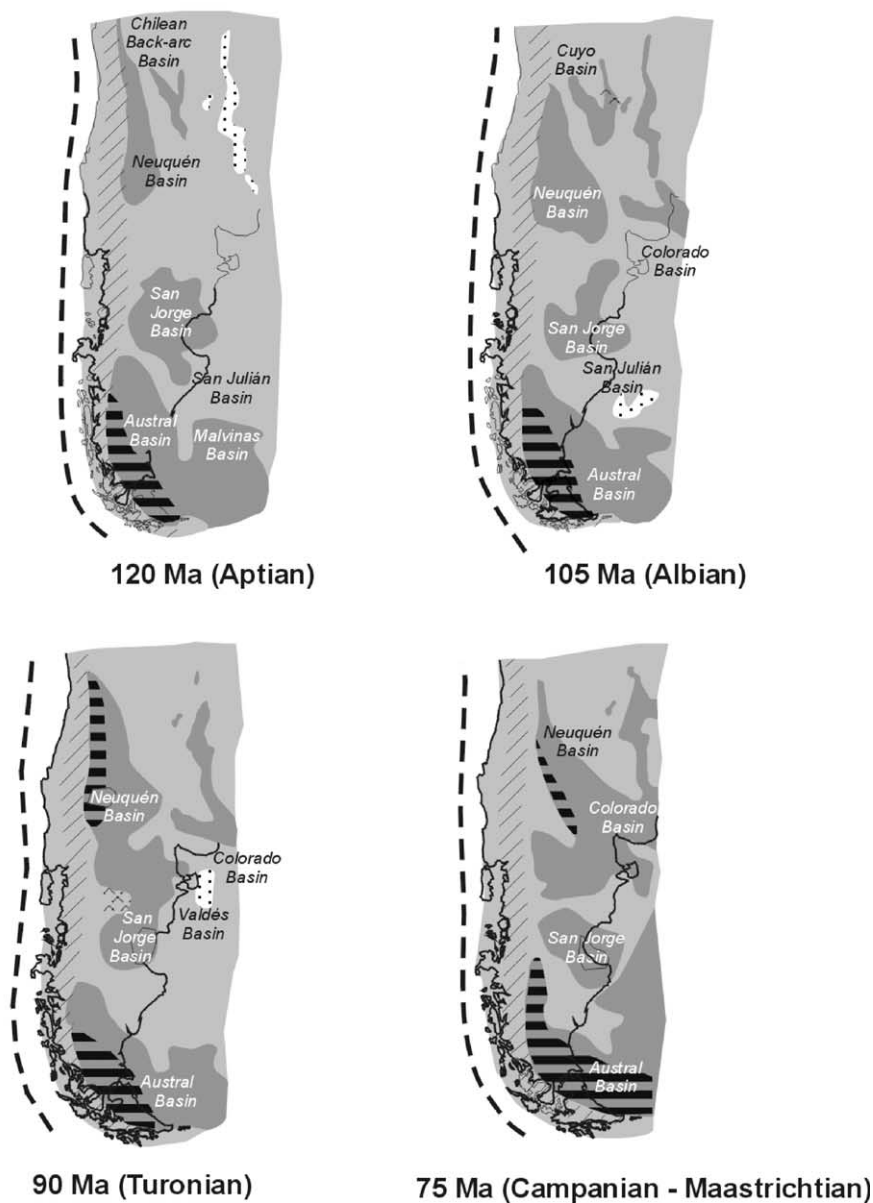 Chilean
Back-arc
Basin
Neuquén
Basin
San
Jorge
Basin
San Julián
Basin
Austral
Basin
Malvinas
Basin
120 Ma (Aptian)
Cuyo
Basin
Neuquén
Basin
Colorado
Basin
San Jorge
Basin
San Julián
Basin
Austral
Basin
105 Ma (Albian)
Neuquén
Basin
Colorado
Basin
Valdés
Basin
San
Jorge
Basin
Austral
Basin
90 Ma (Turonian)
Neuquén
Basin
Colorado
Basin
San Jorge
Basin
Austral
Basin
75 Ma (Campanian - Maastrichtian)